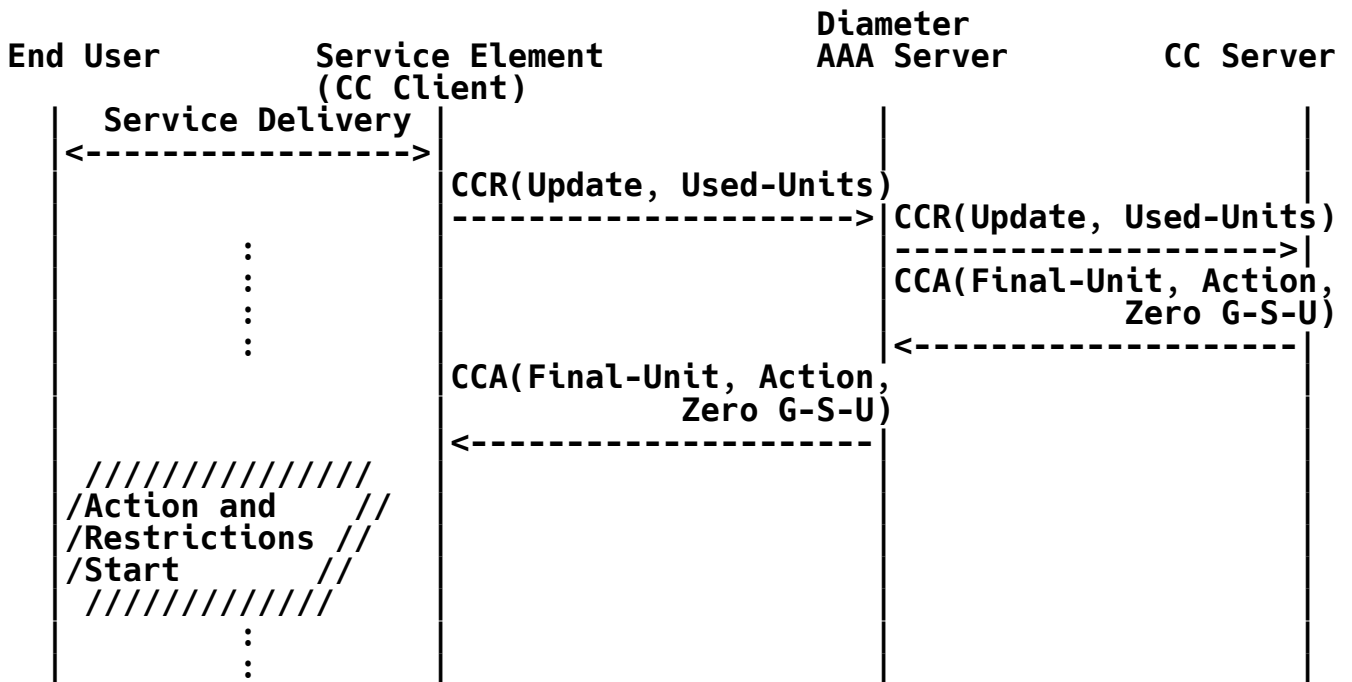 Diameter
End User        Service Element           AAA Server        CC Server
                (CC Client)
  |  Service Delivery |                      |                     |
  |<----------------->|                      |                     |
  |                   |CCR(Update, Used-Units)                     |
  |                   |--------------------->|CCR(Update, Used-Units)
  |         :         |                      |-------------------->|
  |         :         |                      |CCA(Final-Unit, Action,
  |         :         |                      |            Zero G-S-U)
  |         :         |                      |<--------------------|
  |                   |CCA(Final-Unit, Action,                     |
  |                   |            Zero G-S-U)                     |
  |                   |<---------------------|                     |
  | ///////////////   |                      |                     |
  |/Action and    //  |                      |                     |
  |/Restrictions //   |                      |                     |
  |/Start       //    |                      |                     |
  | /////////////     |                      |                     |
  |         :         |                      |                     |
  |         :         |                      |                     |